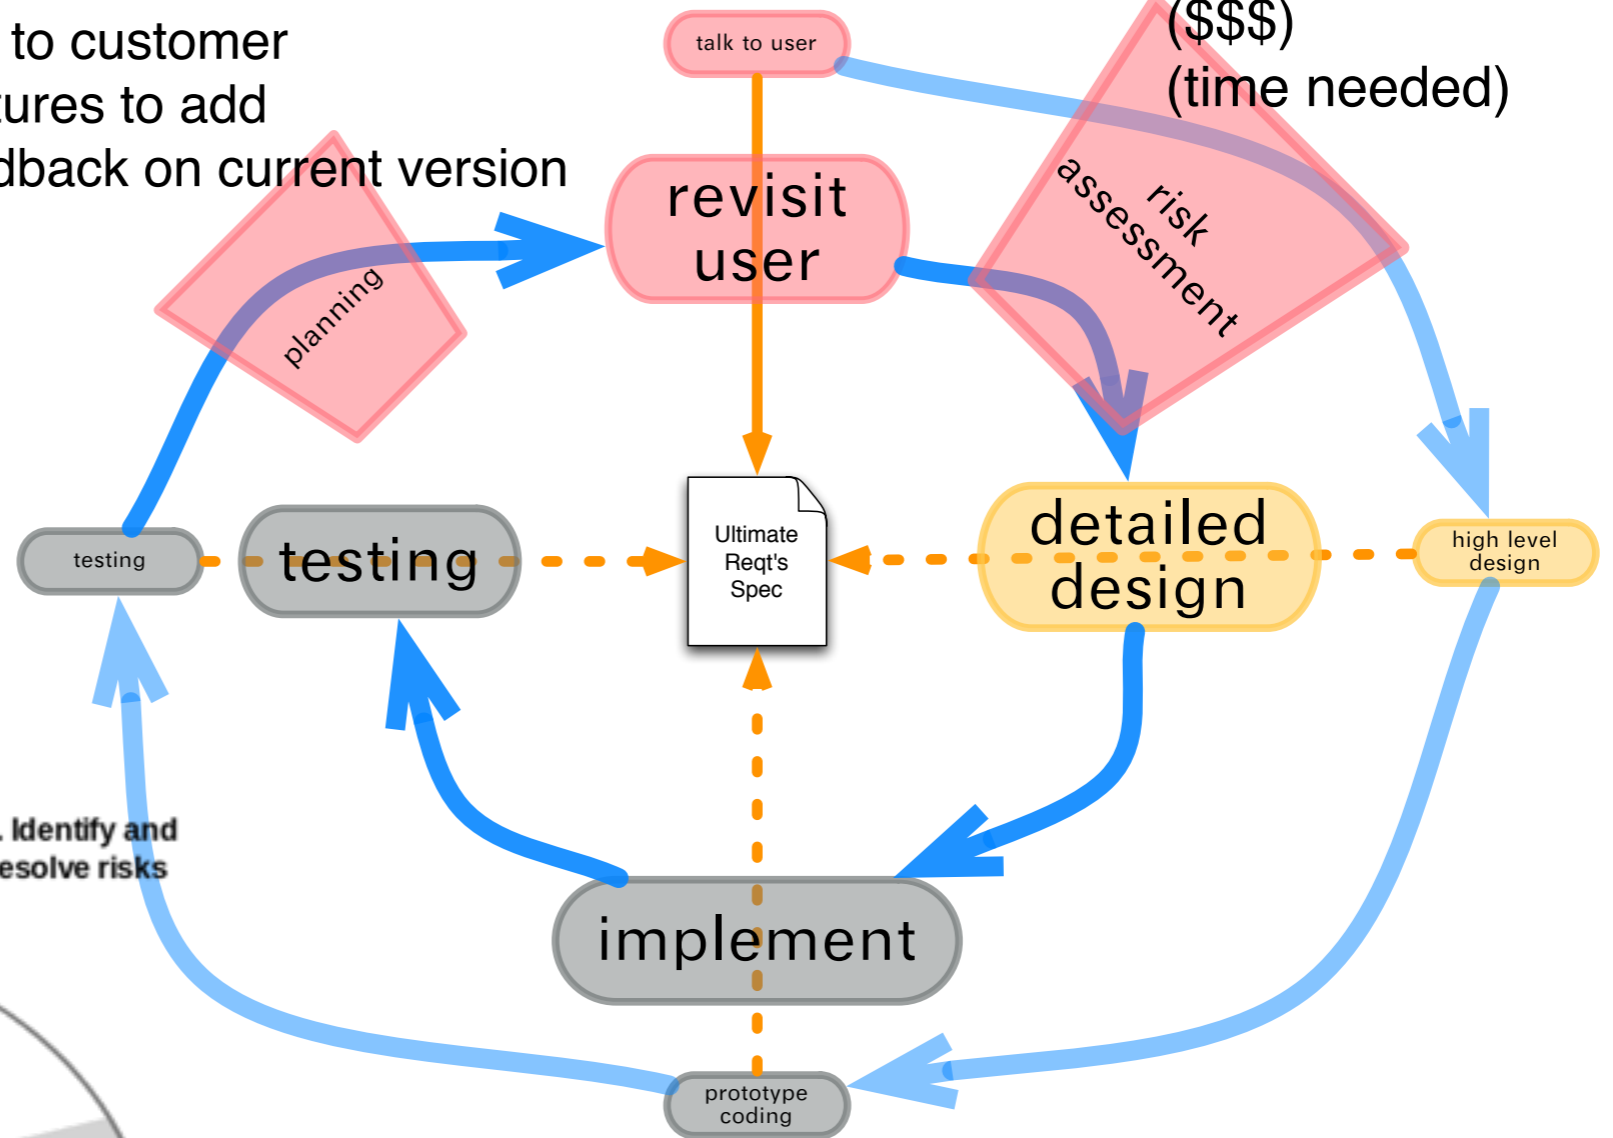 to customer
tures to add
dback on current version
($$$)
(time needed)
talk to user
revisit
user
risk
assessment
planning
testing
testing
Ultimate
Reqt's
Spec
detailed
design
high level
design
. Identify and
esolve risks
implement
prototype
coding